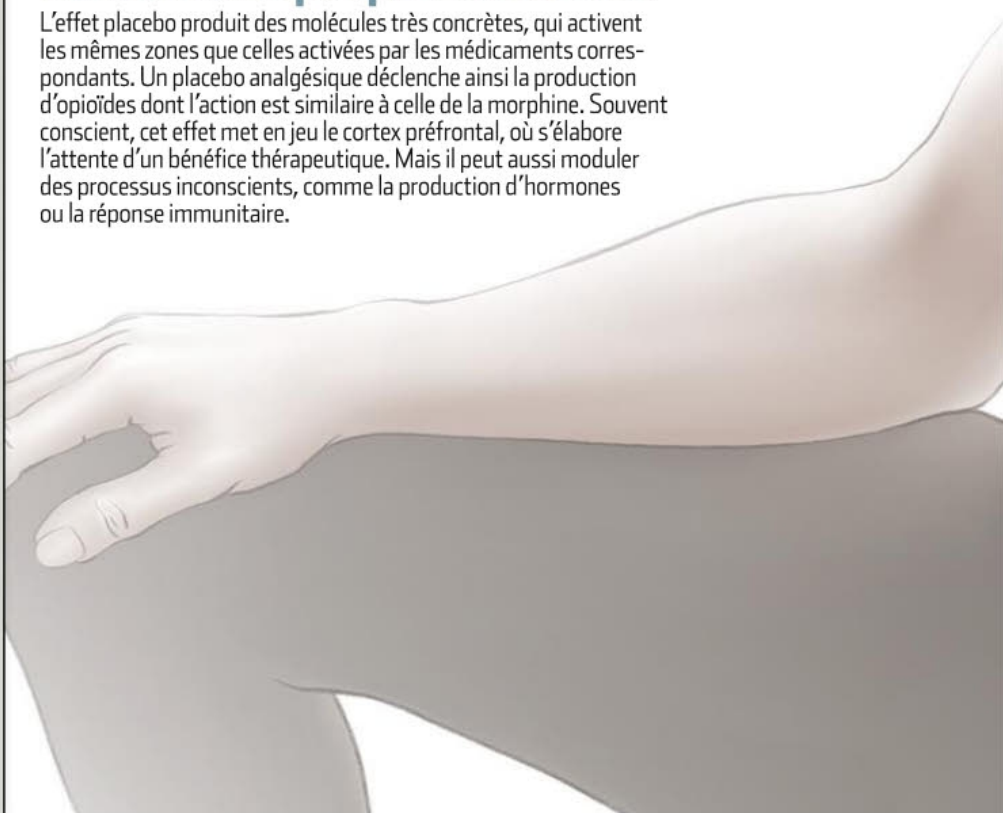 L'effet placebo produit des molécules très concrètes, qui activent
les mêmes zones que celles activées par les médicaments corres-
pondants. Un placebo analgésique déclenche ainsi la production
d'opioïdes dont l'action est similaire à celle de la morphine. Souvent
conscient, cet effet met en jeu le cortex préfrontal, où s'élabore
l'attente d'un bénéfice thérapeutique. Mais il peut aussi moduler
des processus inconscients, comme la production d'hormones
ou la réponse immunitaire.